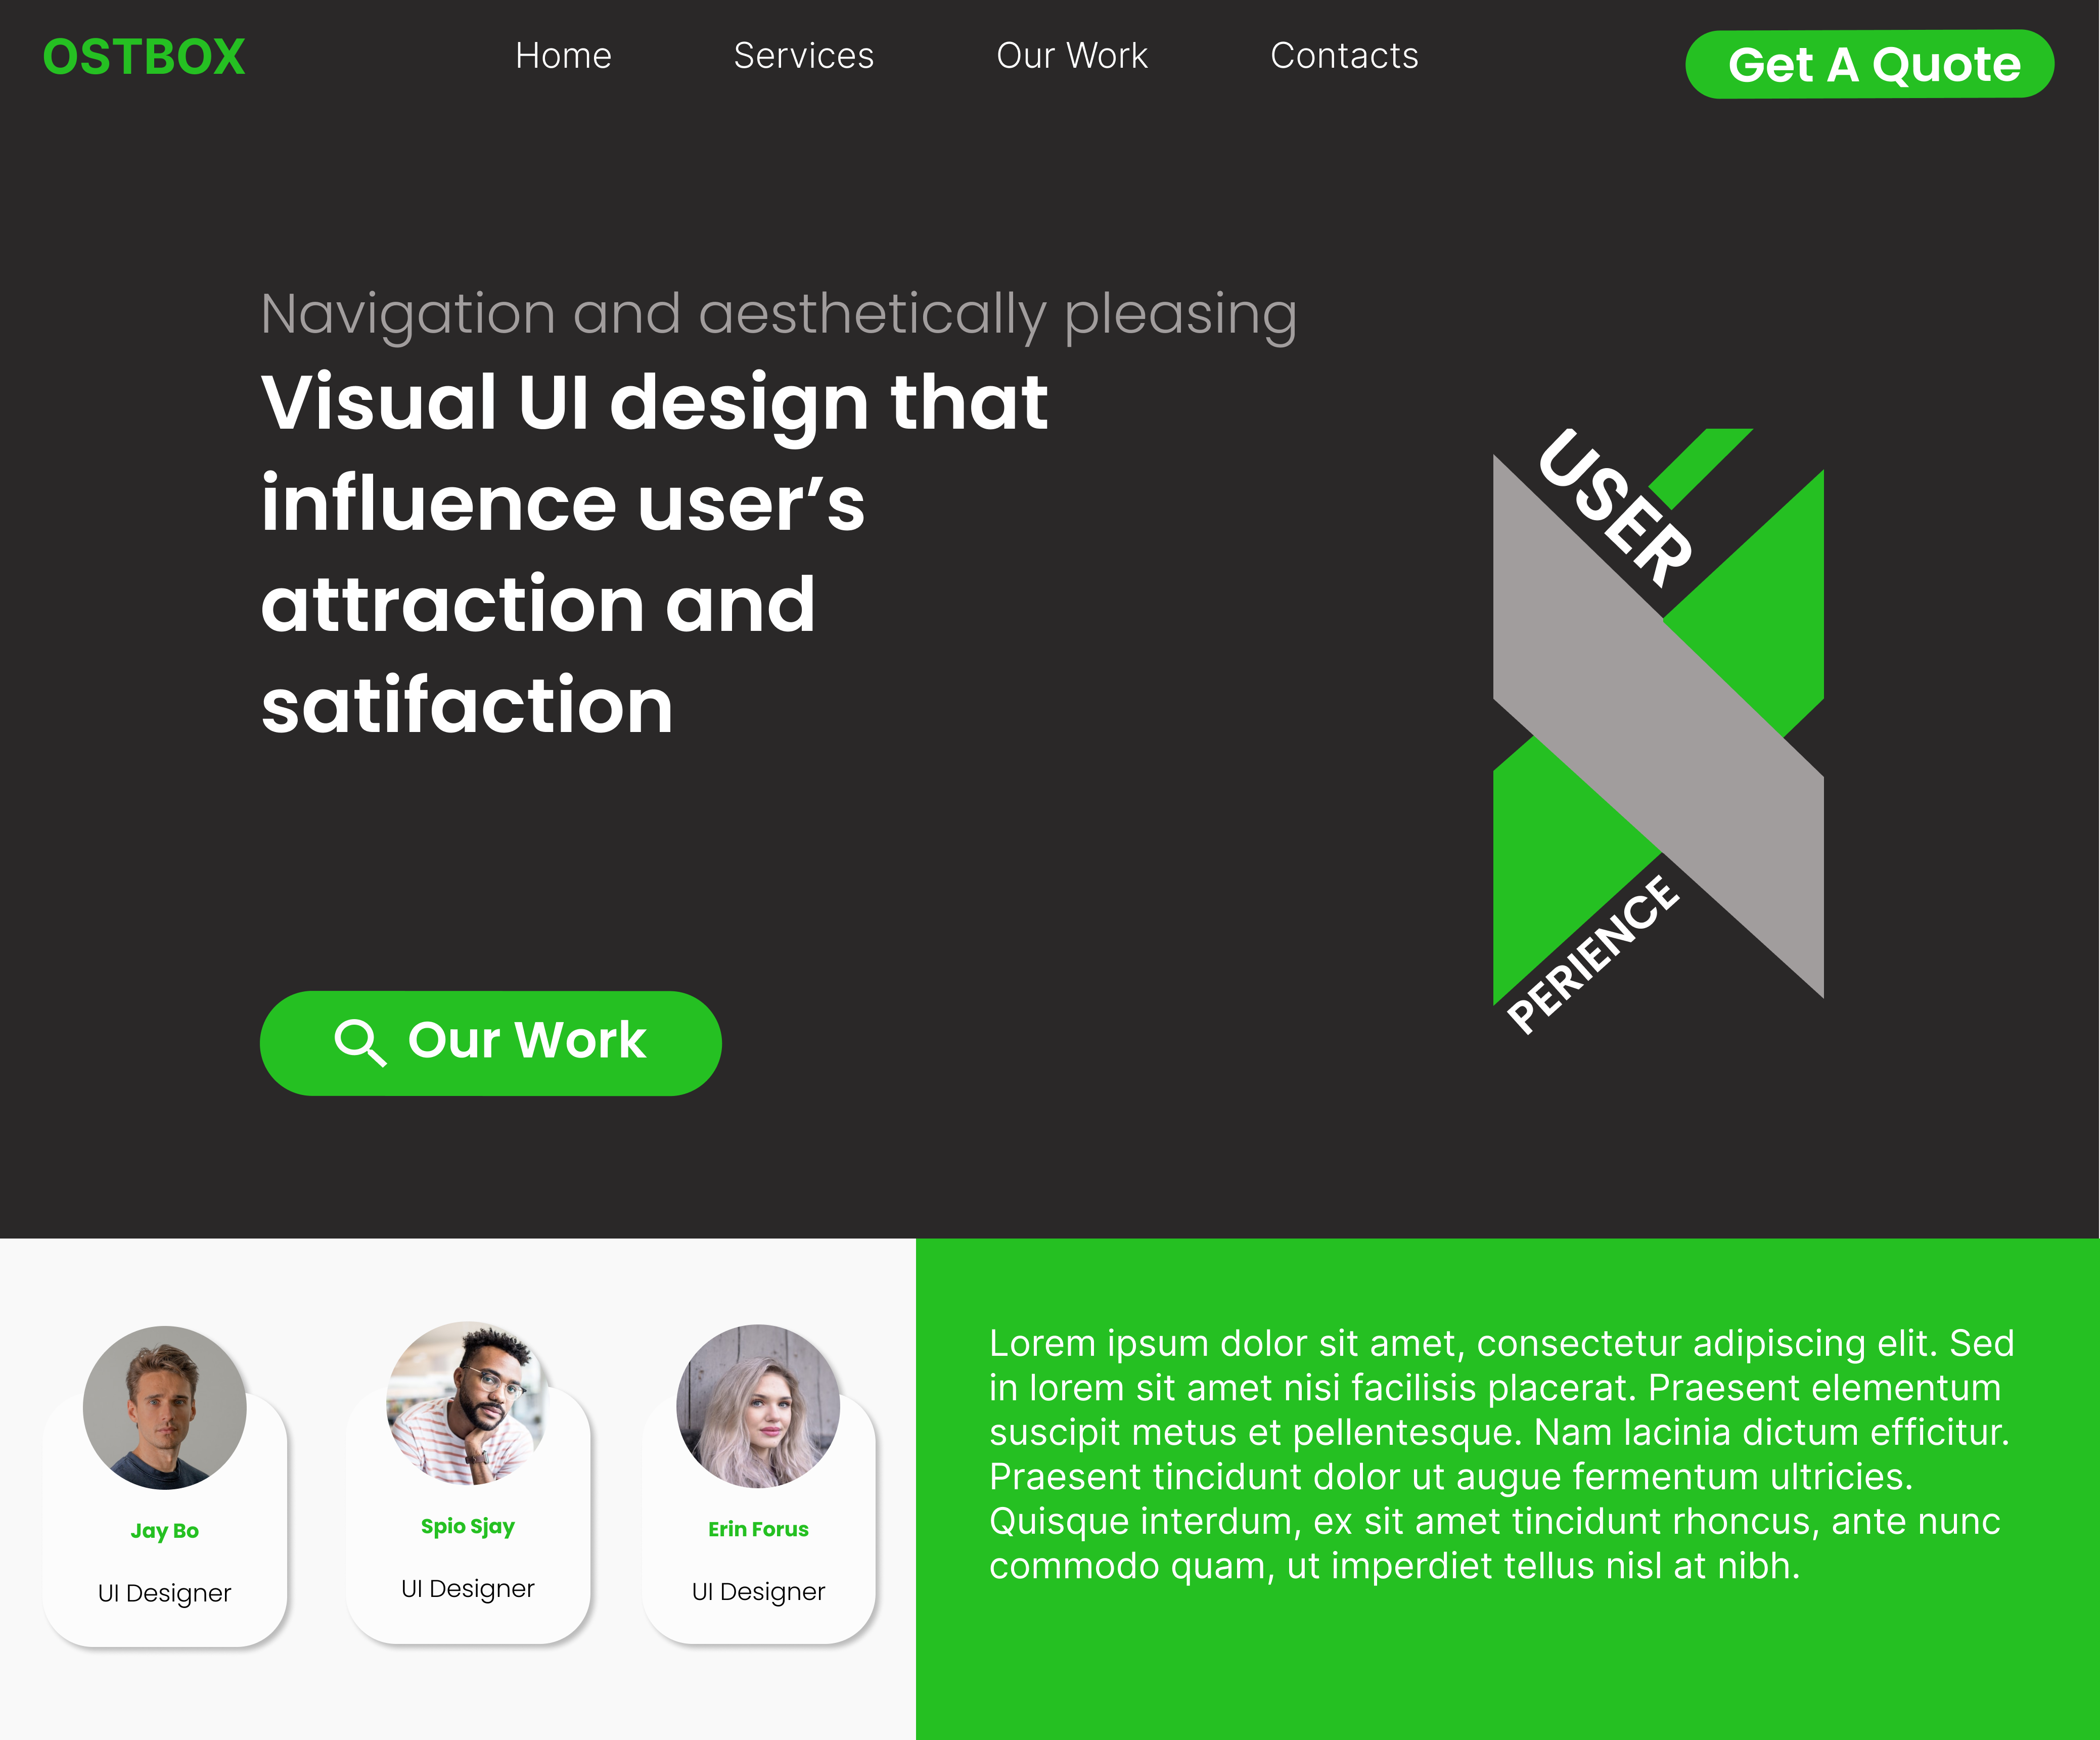 OSTBOX
Home
Services
Our Work
Contacts
Get A Quote
Navigation and aesthetically pleasing
Visual UI design that
influence user’s
attraction and
satifaction
USER
PERIENCE
Our Work
Jay Bo
UI Designer
Spio Sjay
UI Designer
Erin Forus
UI Designer
Lorem ipsum dolor sit amet, consectetur adipiscing elit. Sed
in lorem sit amet nisi facilisis placerat. Praesent elementum
suscipit metus et pellentesque. Nam lacinia dictum efficitur.
Praesent tincidunt dolor ut augue fermentum ultricies.
Quisque interdum, ex sit amet tincidunt rhoncus, ante nunc
commodo quam, ut imperdiet tellus nisl at nibh.